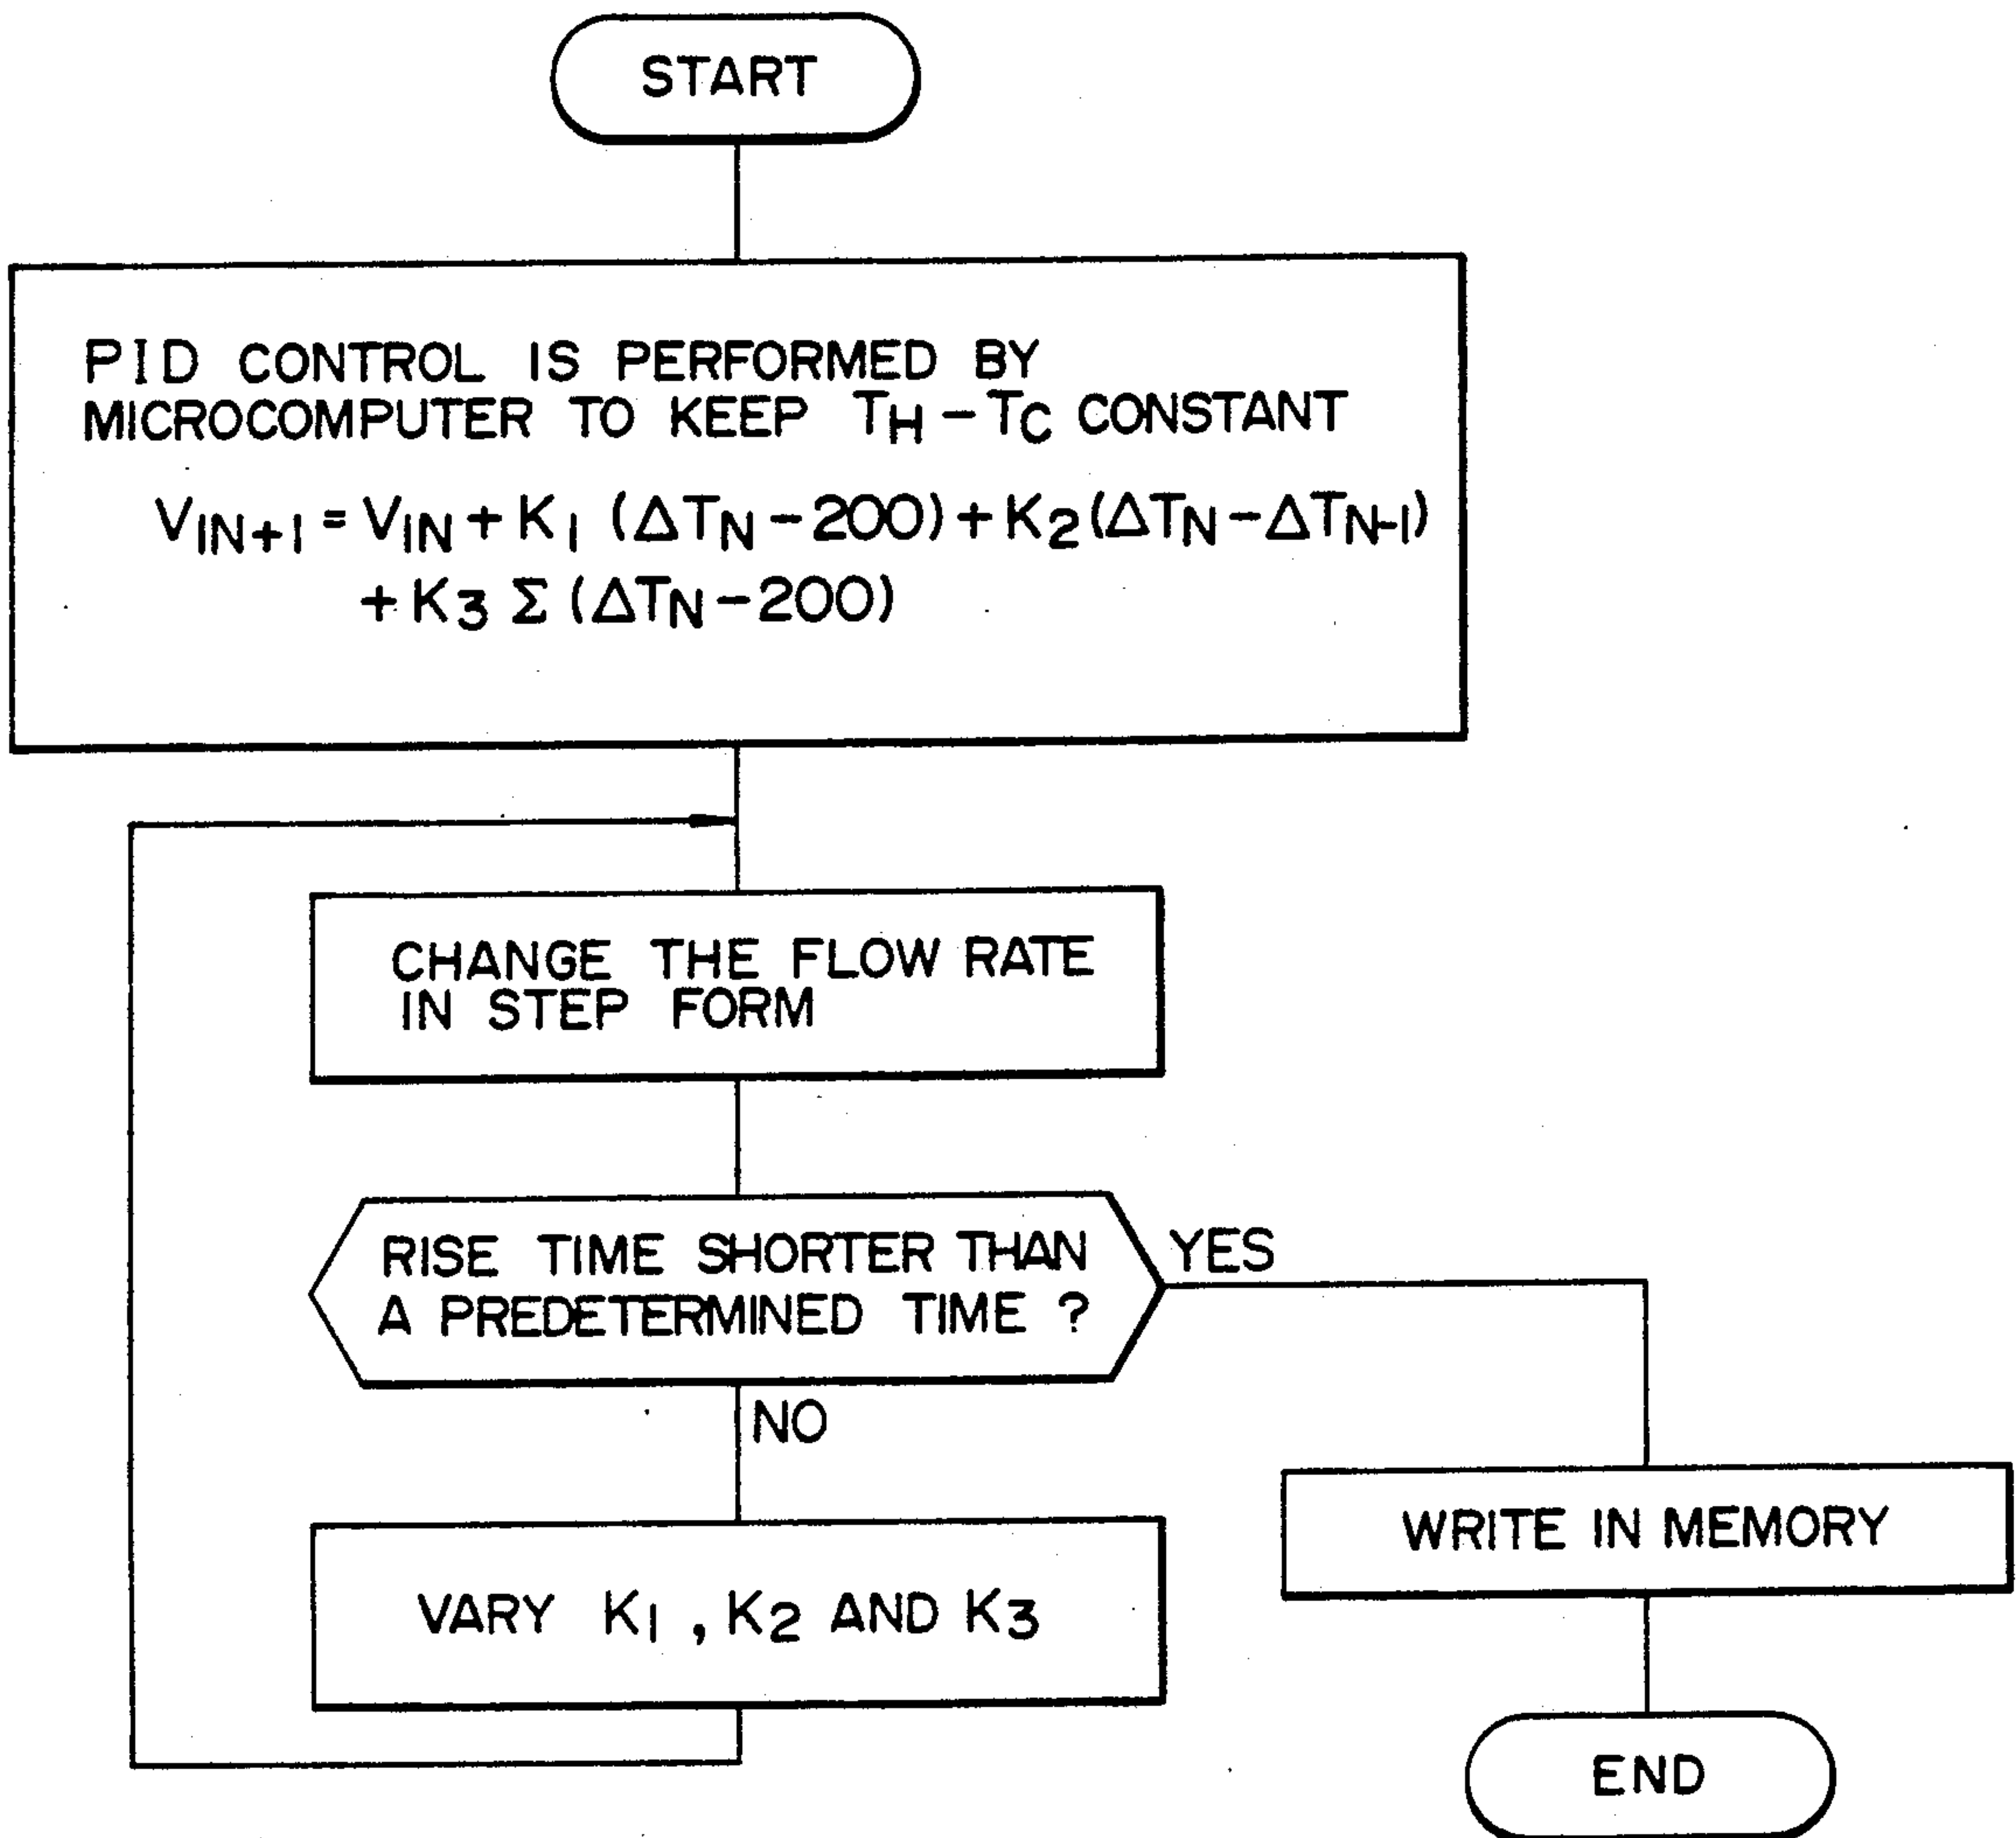 START
PID CONTROL IS PERFORMED BY
MICROCOMPUTER TO KEEP TH-TC CONSTANT
VIN+1 = VIN + K1 (ΔTN-200) + K2 (ΔTN-ΔTN-1)
+ K3 Σ (ΔTN-200)
CHANGE THE FLOW RATE
IN STEP FORM
RISE TIME SHORTER THAN
A PREDETERMINED TIME ?
YES
NO
WRITE IN MEMORY
VARY K1, K2 AND K3
END